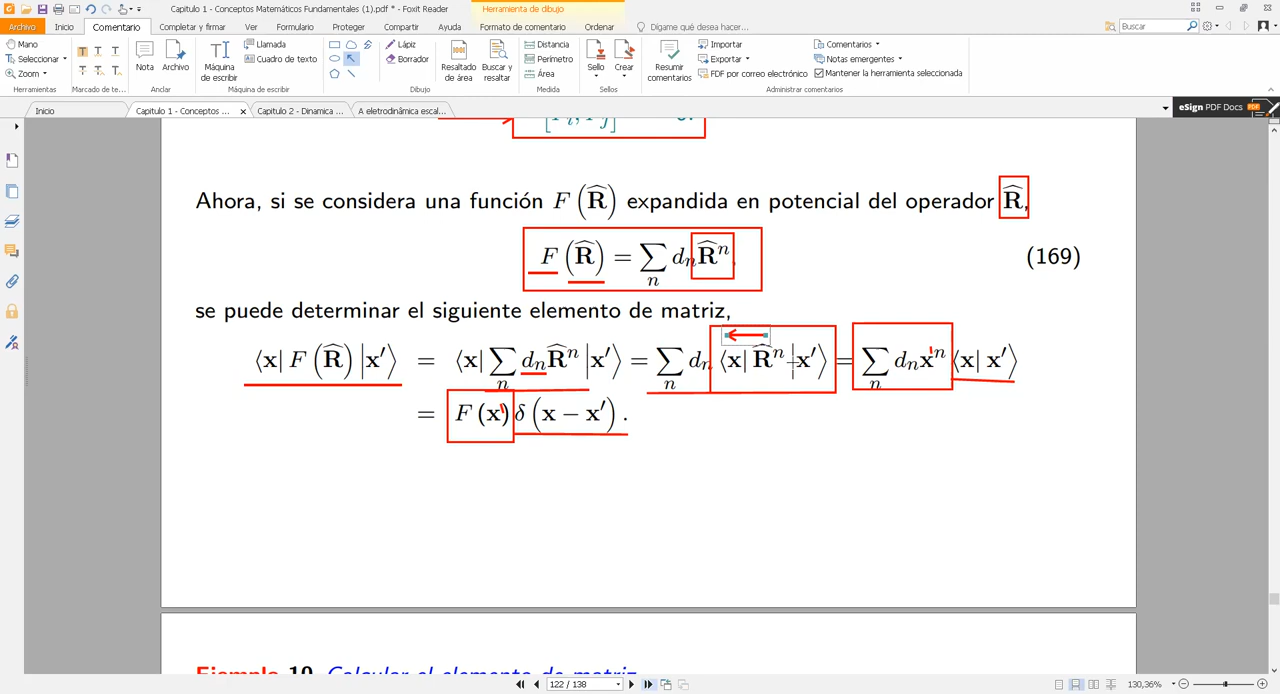 Capitulo 1 - Conceptos Matemáticos Fundamentales (1).pdf * - Foxit Reader
Herramienta de dibujo
Archivo Inicio Comentario Completar y firmar Ver Formulario Proteger Compartir Ayuda Formato de comentario Ordenar Dígame qué desea hacer... Buscar
Mano
Seleccionar
Zoom
Herramientas
T T T
T T T
Marcado de te...
Nota
Archivo
Anclar
Máquina de escribir
Llamada
Cuadro de texto
Máquina de escribir
Lápiz
Borrador
Dibujo
Resaltado de área
Buscar y resaltar
Distancia
Perímetro
Área
Medida
Sello
Crear
Sellos
Resumir comentarios
Importar
Exportar
FDF por correo electrónico
Comentarios
Notas emergentes
Mantener la herramienta seleccionada
Administrar comentarios
Inicio Capitulo 1 - Conceptos ... Capitulo 2 - Dinamica ... A eletrodinâmica escal... eSign PDF Docs
Ahora, si se considera una función F (R̂) expandida en potencial del operador R̂,
F (R̂) = ∑ₙ dₙR̂ⁿ, (169)
se puede determinar el siguiente elemento de matriz,
⟨x| F (R̂) |x′⟩ = ⟨x| ∑ₙ dₙR̂ⁿ |x′⟩ = ∑ₙ dₙ ⟨x| R̂ⁿ |x′⟩ = ∑ₙ dₙx′ⁿ ⟨x| x′⟩
= F (x′) δ (x − x′) .
Ejemplo 10. Calcular el elemento de matriz
122 / 138 130,36%